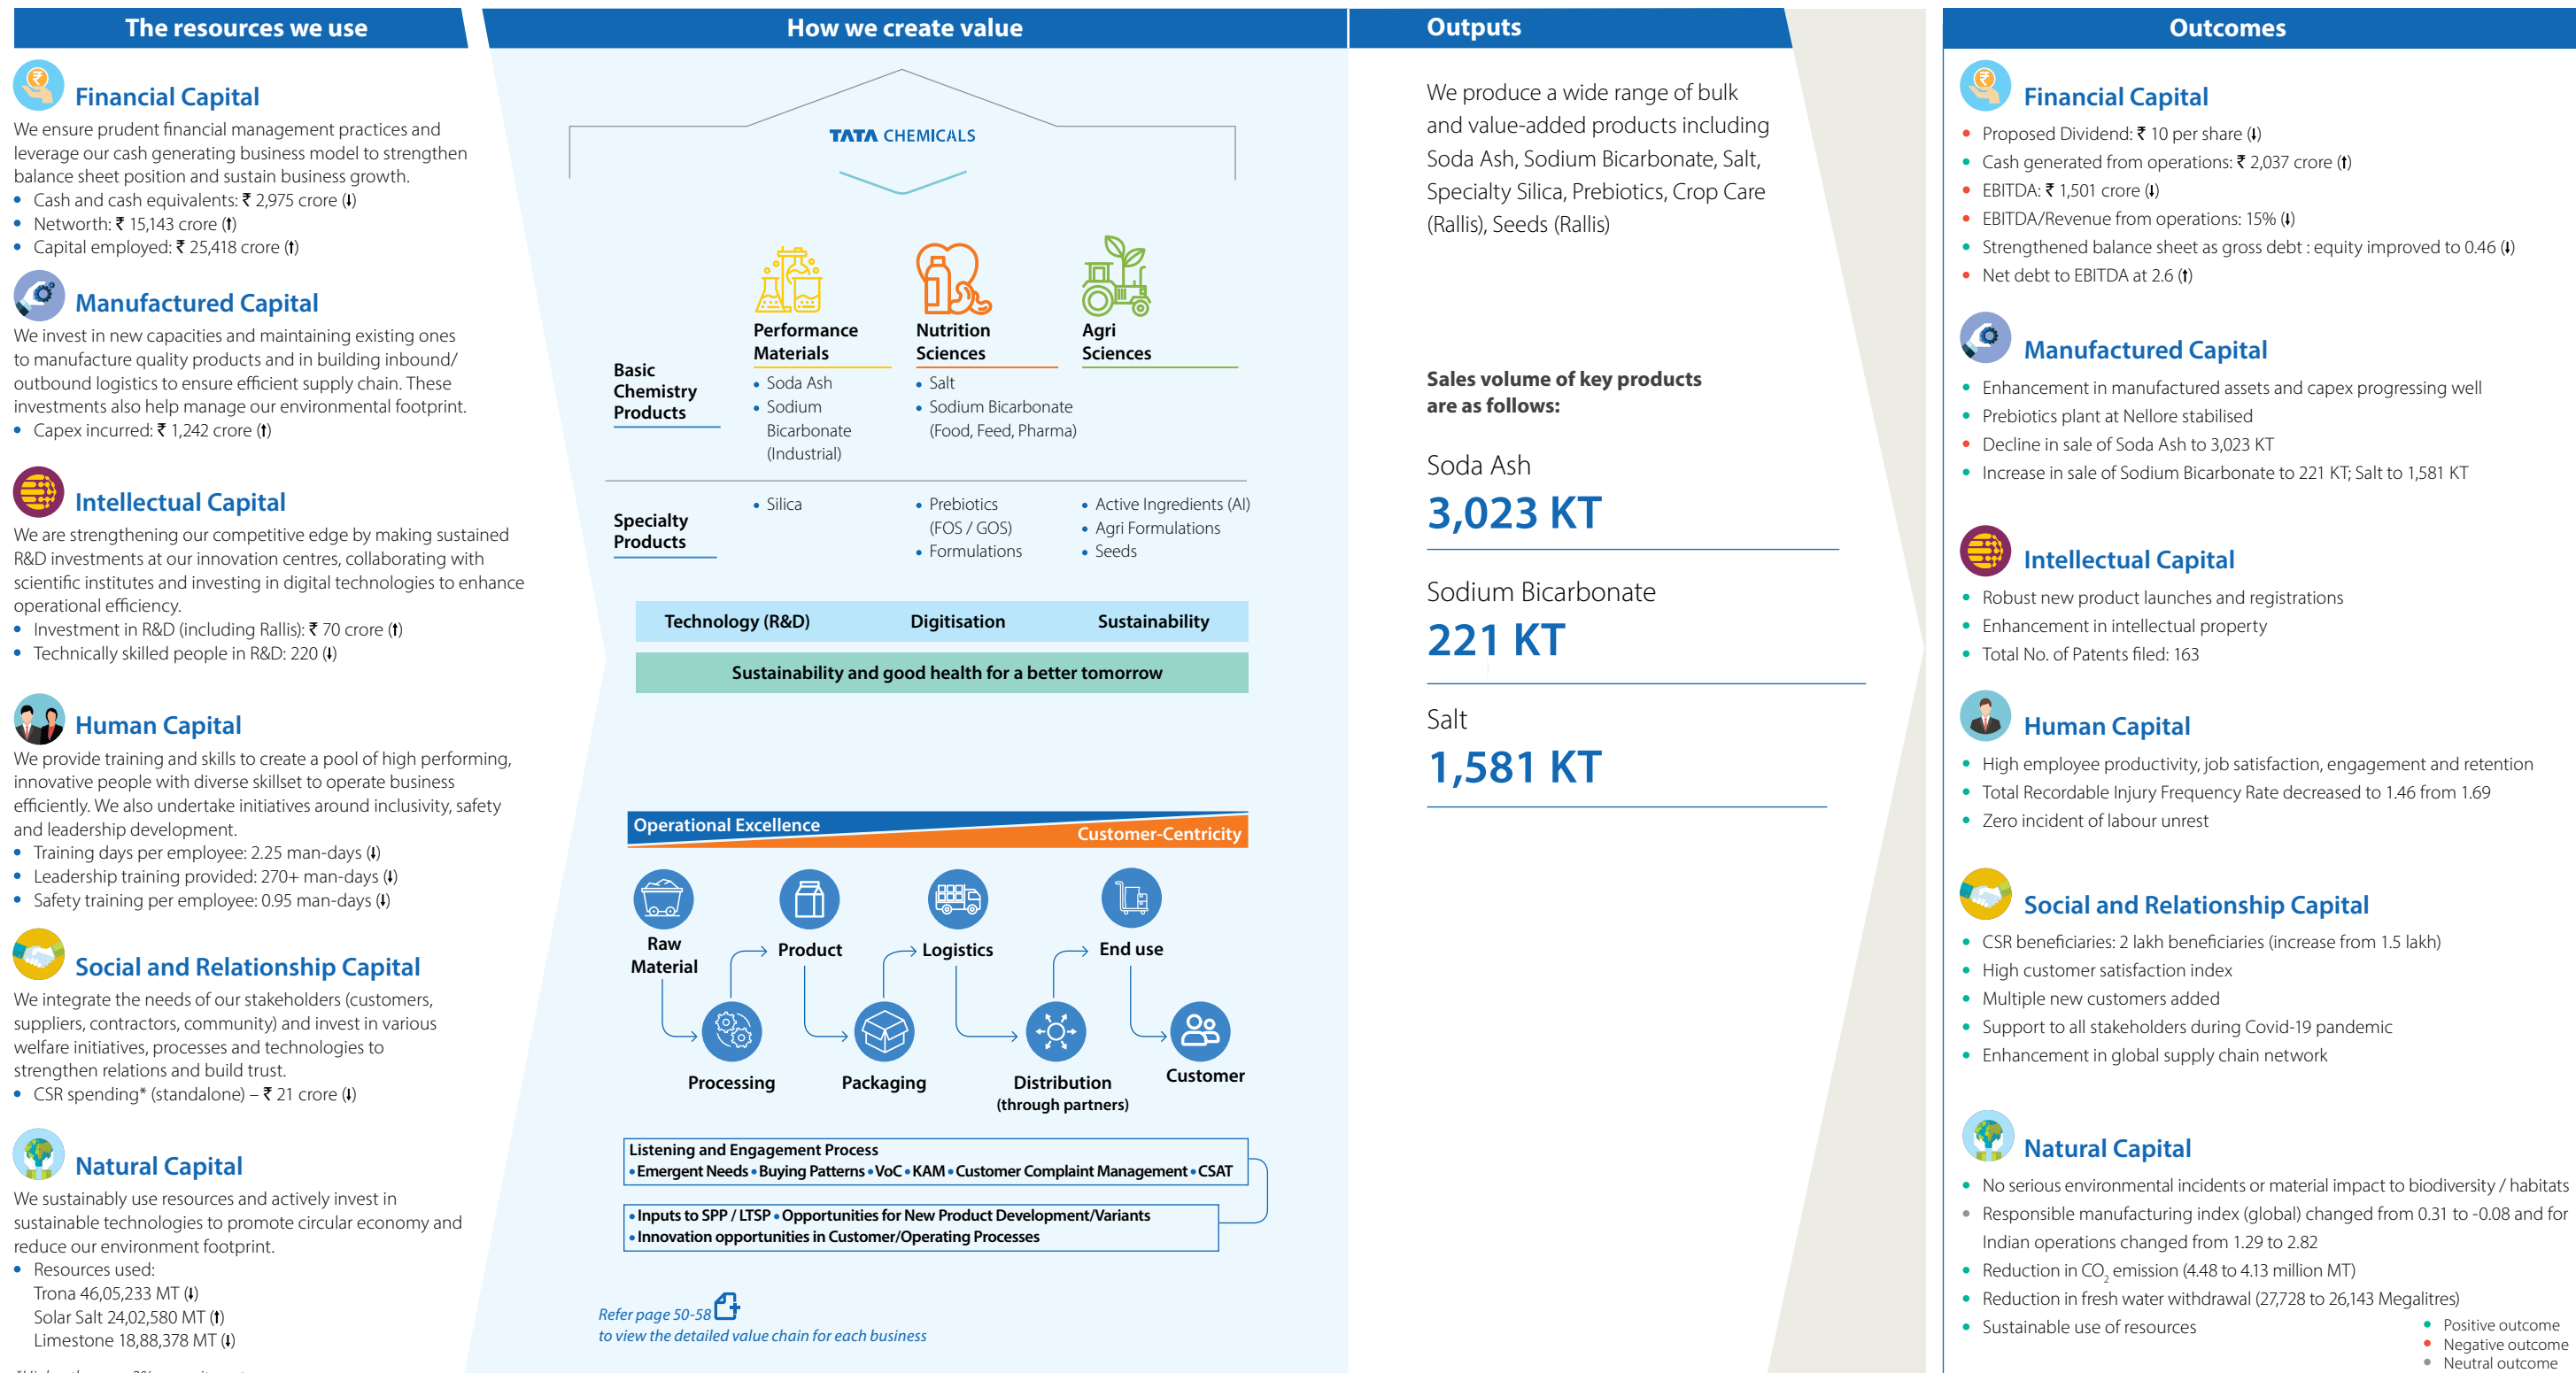 The resources we use
Financial Capital
We ensure prudent financial management practices and
leverage our cash generating business model to strengthen
balance sheet position and sustain business growth.
• Cash and cash equivalents: ₹ 2,975 crore (⬇)
• Networth: ₹ 15,143 crore (⬆)
• Capital employed: ₹ 25,418 crore (⬆)
Manufactured Capital
We invest in new capacities and maintaining existing ones
to manufacture quality products and in building inbound/
outbound logistics to ensure efficient supply chain. These
investments also help manage our environmental footprint.
• Capex incurred: ₹ 1,242 crore (⬆)
Intellectual Capital
We are strengthening our competitive edge by making sustained
R&D investments at our innovation centres, collaborating with
scientific institutes and investing in digital technologies to enhance
operational efficiency.
• Investment in R&D (including Rallis): ₹ 70 crore (⬆)
• Technically skilled people in R&D: 220 (⬇)
Human Capital
We provide training and skills to create a pool of high performing,
innovative people with diverse skillset to operate business
efficiently. We also undertake initiatives around inclusivity, safety
and leadership development.
• Training days per employee: 2.25 man-days (⬇)
• Leadership training provided: 270+ man-days (⬇)
• Safety training per employee: 0.95 man-days (⬇)
Social and Relationship Capital
We integrate the needs of our stakeholders (customers,
suppliers, contractors, community) and invest in various
welfare initiatives, processes and technologies to
strengthen relations and build trust.
• CSR spending* (standalone) – ₹ 21 crore (⬇)
Natural Capital
We sustainably use resources and actively invest in
sustainable technologies to promote circular economy and
reduce our environment footprint.
• Resources used:
Trona 46,05,233 MT (⬇)
Solar Salt 24,02,580 MT (⬆)
Limestone 18,88,378 MT (⬇)
How we create value
TATA CHEMICALS
Performance
Materials
Nutrition
Sciences
Agri
Sciences
Basic
Chemistry
Products
• Soda Ash
• Sodium
Bicarbonate
(Industrial)
• Salt
• Sodium Bicarbonate
(Food, Feed, Pharma)
Specialty
Products
• Silica
• Prebiotics
(FOS / GOS)
• Formulations
• Active Ingredients (AI)
• Agri Formulations
• Seeds
Technology (R&D) Digitisation Sustainability
Sustainability and good health for a better tomorrow
Operational Excellence
Customer-Centricity
Raw
Material
Product
Logistics
End use
Processing
Packaging
Distribution
(through partners)
Customer
Listening and Engagement Process
• Emergent Needs • Buying Patterns • VoC • KAM • Customer Complaint Management • CSAT
• Inputs to SPP / LTSP • Opportunities for New Product Development/Variants
• Innovation opportunities in Customer/Operating Processes
Refer page 50-58
to view the detailed value chain for each business
Outputs
We produce a wide range of bulk
and value-added products including
Soda Ash, Sodium Bicarbonate, Salt,
Specialty Silica, Prebiotics, Crop Care
(Rallis), Seeds (Rallis)
Sales volume of key products
are as follows:
Soda Ash
3,023 KT
Sodium Bicarbonate
221 KT
Salt
1,581 KT
Outcomes
Financial Capital
• Proposed Dividend: ₹ 10 per share (⬇)
• Cash generated from operations: ₹ 2,037 crore (⬆)
• EBITDA: ₹ 1,501 crore (⬇)
• EBITDA/Revenue from operations: 15% (⬇)
• Strengthened balance sheet as gross debt : equity improved to 0.46 (⬇)
• Net debt to EBITDA at 2.6 (⬆)
Manufactured Capital
• Enhancement in manufactured assets and capex progressing well
• Prebiotics plant at Nellore stabilised
• Decline in sale of Soda Ash to 3,023 KT
• Increase in sale of Sodium Bicarbonate to 221 KT; Salt to 1,581 KT
Intellectual Capital
• Robust new product launches and registrations
• Enhancement in intellectual property
• Total No. of Patents filed: 163
Human Capital
• High employee productivity, job satisfaction, engagement and retention
• Total Recordable Injury Frequency Rate decreased to 1.46 from 1.69
• Zero incident of labour unrest
Social and Relationship Capital
• CSR beneficiaries: 2 lakh beneficiaries (increase from 1.5 lakh)
• High customer satisfaction index
• Multiple new customers added
• Support to all stakeholders during Covid-19 pandemic
• Enhancement in global supply chain network
Natural Capital
• No serious environmental incidents or material impact to biodiversity / habitats
• Responsible manufacturing index (global) changed from 0.31 to -0.08 and for
Indian operations changed from 1.29 to 2.82
• Reduction in CO₂ emission (4.48 to 4.13 million MT)
• Reduction in fresh water withdrawal (27,728 to 26,143 Megalitres)
• Sustainable use of resources
• Positive outcome
• Negative outcome
• Neutral outcome